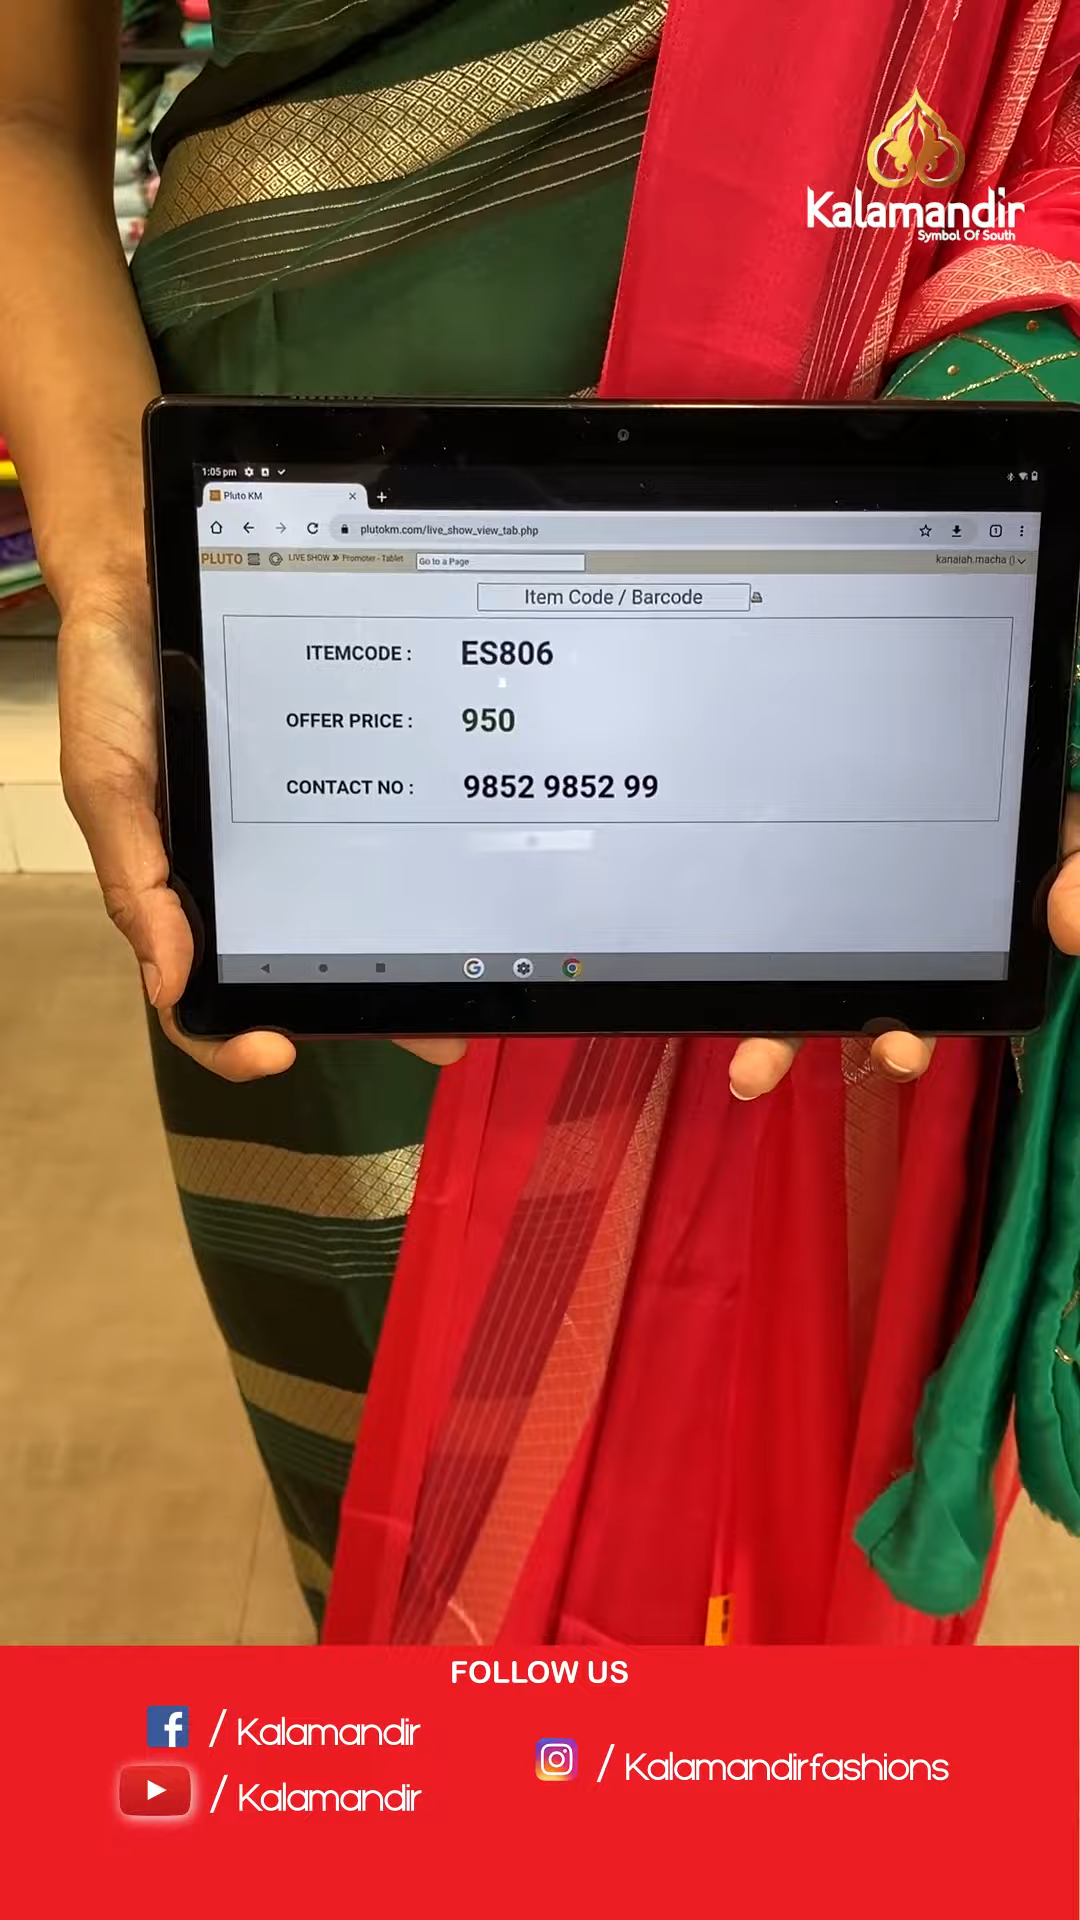 Kalamandir
Symbol Of South
1:05 pm
Pluto KM
plutokm.com/live_show_view_tab.php
1
PLUTO
LIVE SHOW >> Promoter - Tablet
Go to a Page
kanaiah.macha ()
Item Code / Barcode
ITEMCODE : ES806
OFFER PRICE : 950
CONTACT NO : 9852 9852 99
FOLLOW US
/ Kalamandir
/ Kalamandir
/ Kalamandirfashions